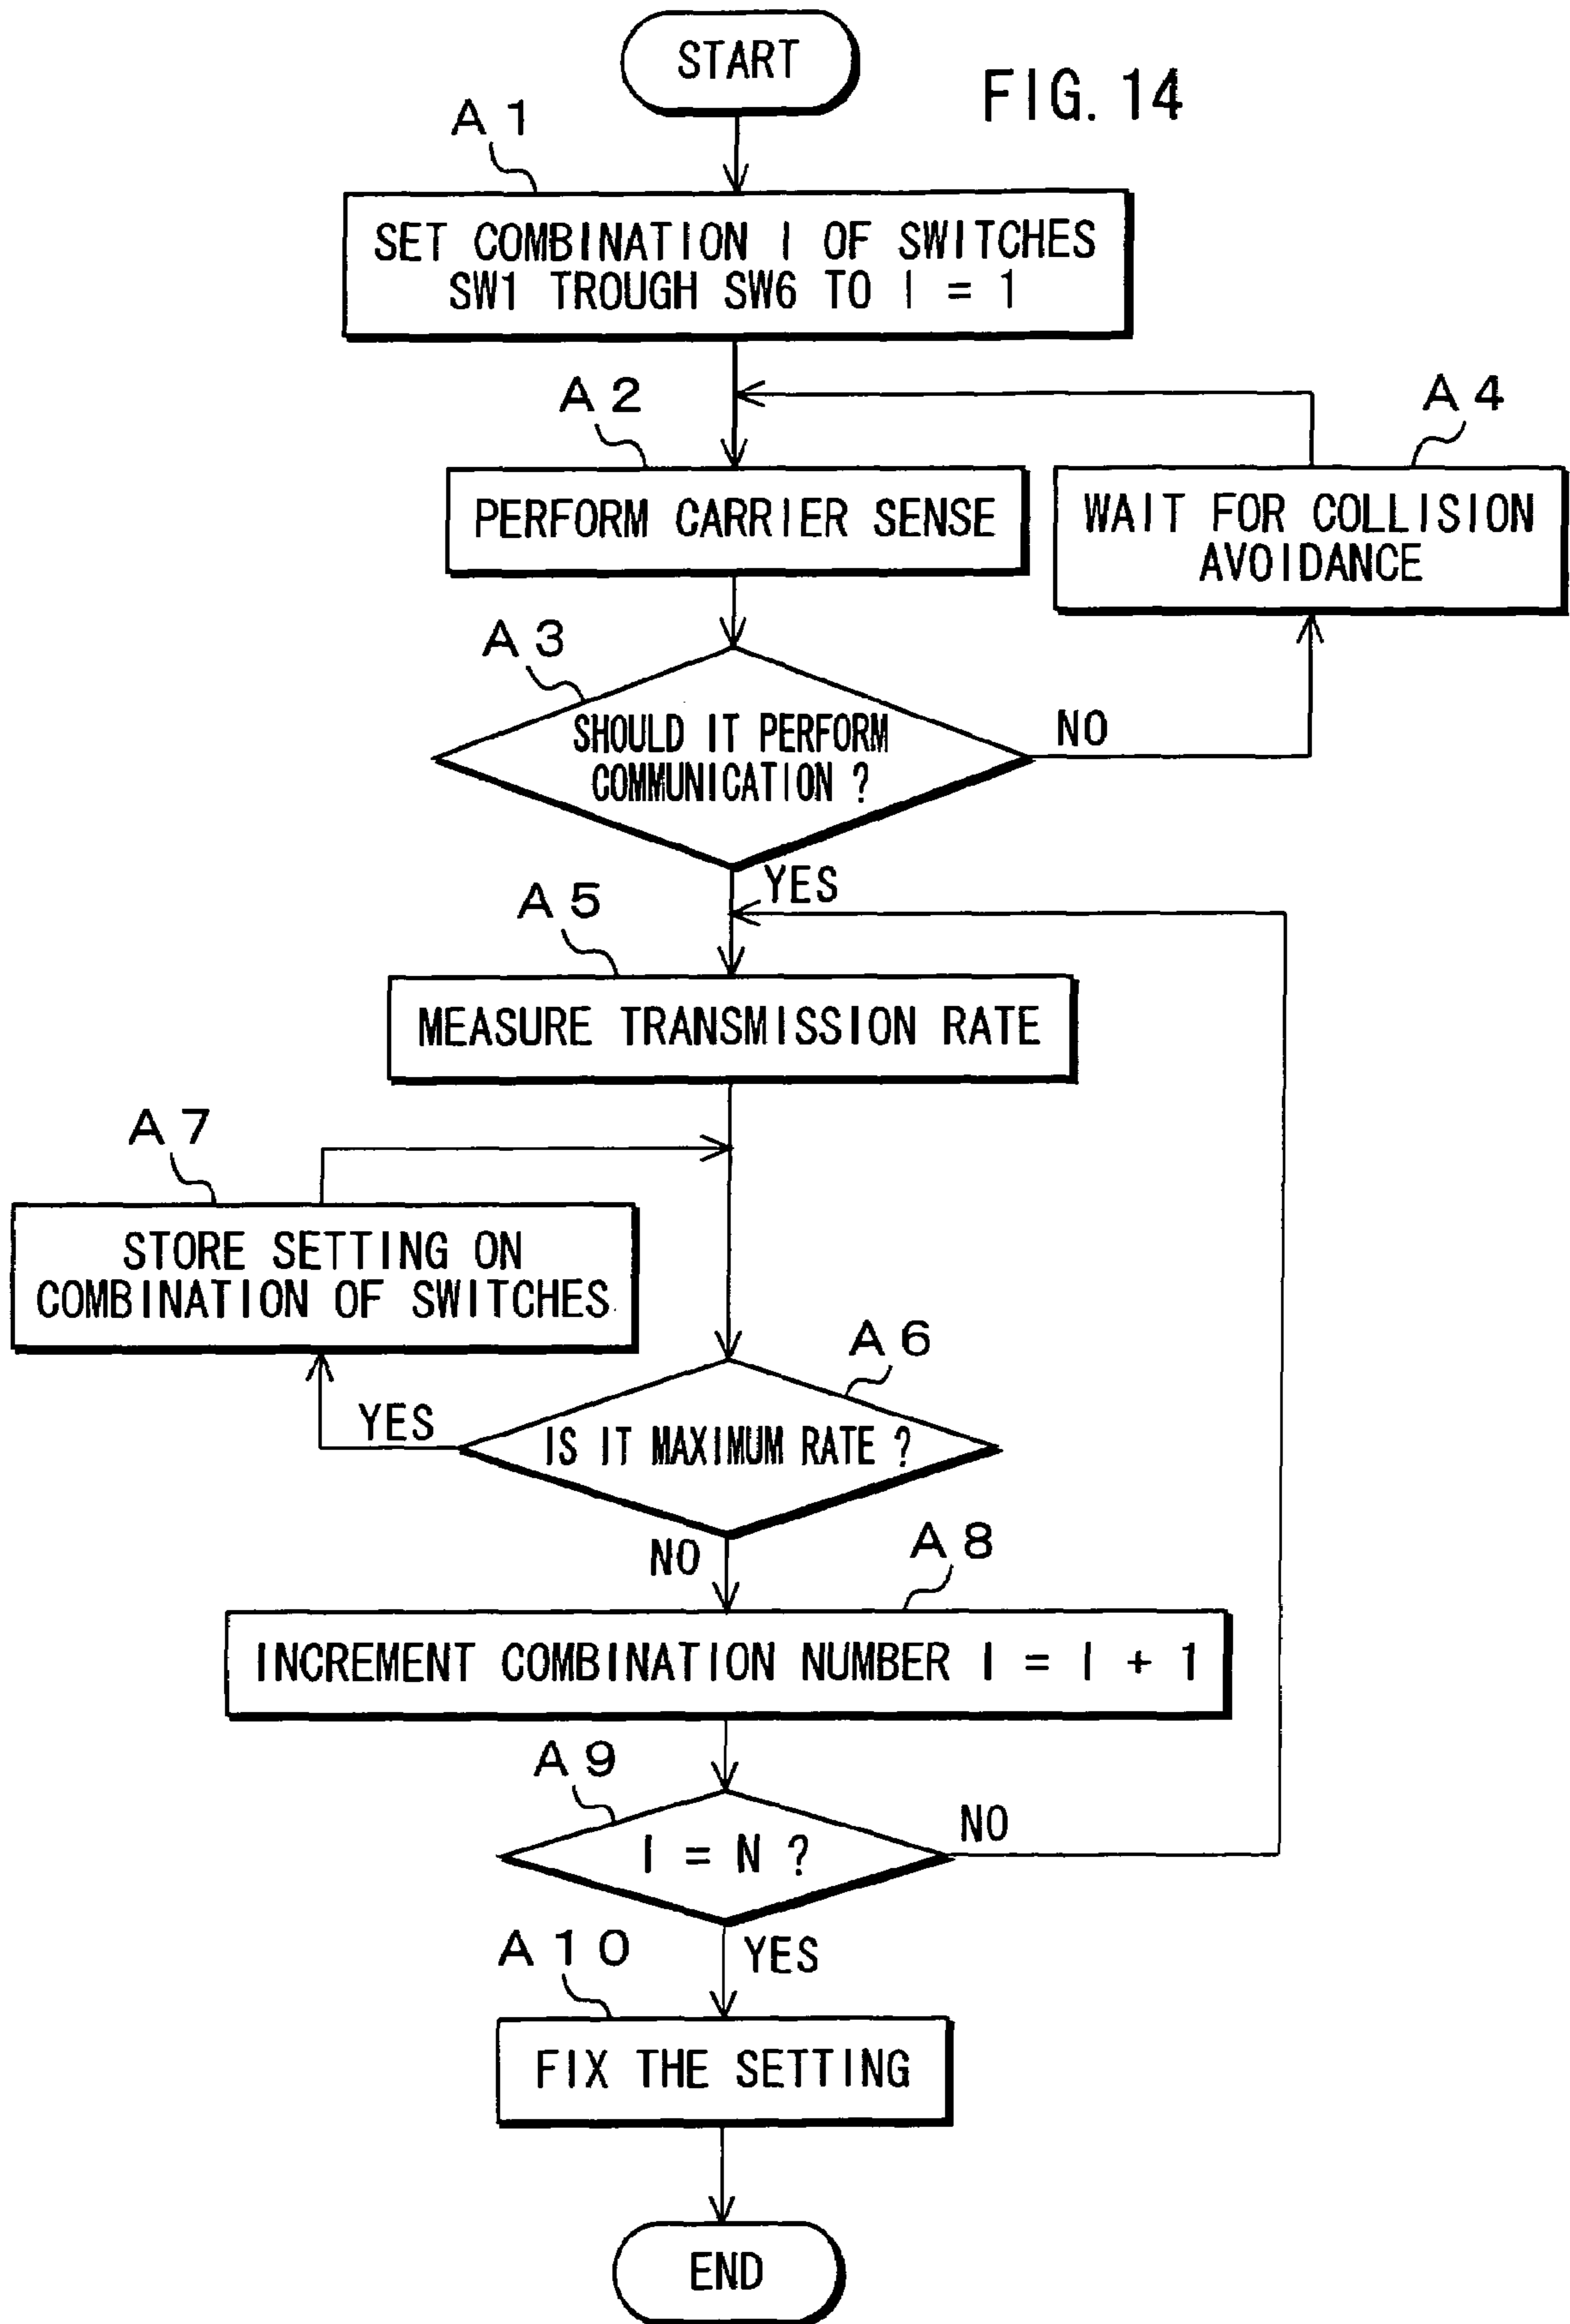 START
FIG. 14
A1
SET COMBINATION I OF SWITCHES
SW1 TROUGH SW6 TO I = 1
A2
PERFORM CARRIER SENSE
A4
WAIT FOR COLLISION
AVOIDANCE
A3
SHOULD IT PERFORM
COMMUNICATION ?
NO
YES
A5
MEASURE TRANSMISSION RATE
A7
STORE SETTING ON
COMBINATION OF SWITCHES
A6
IS IT MAXIMUM RATE ?
YES
NO
A8
INCREMENT COMBINATION NUMBER I = I + 1
A9
I = N ?
NO
YES
A10
FIX THE SETTING
END